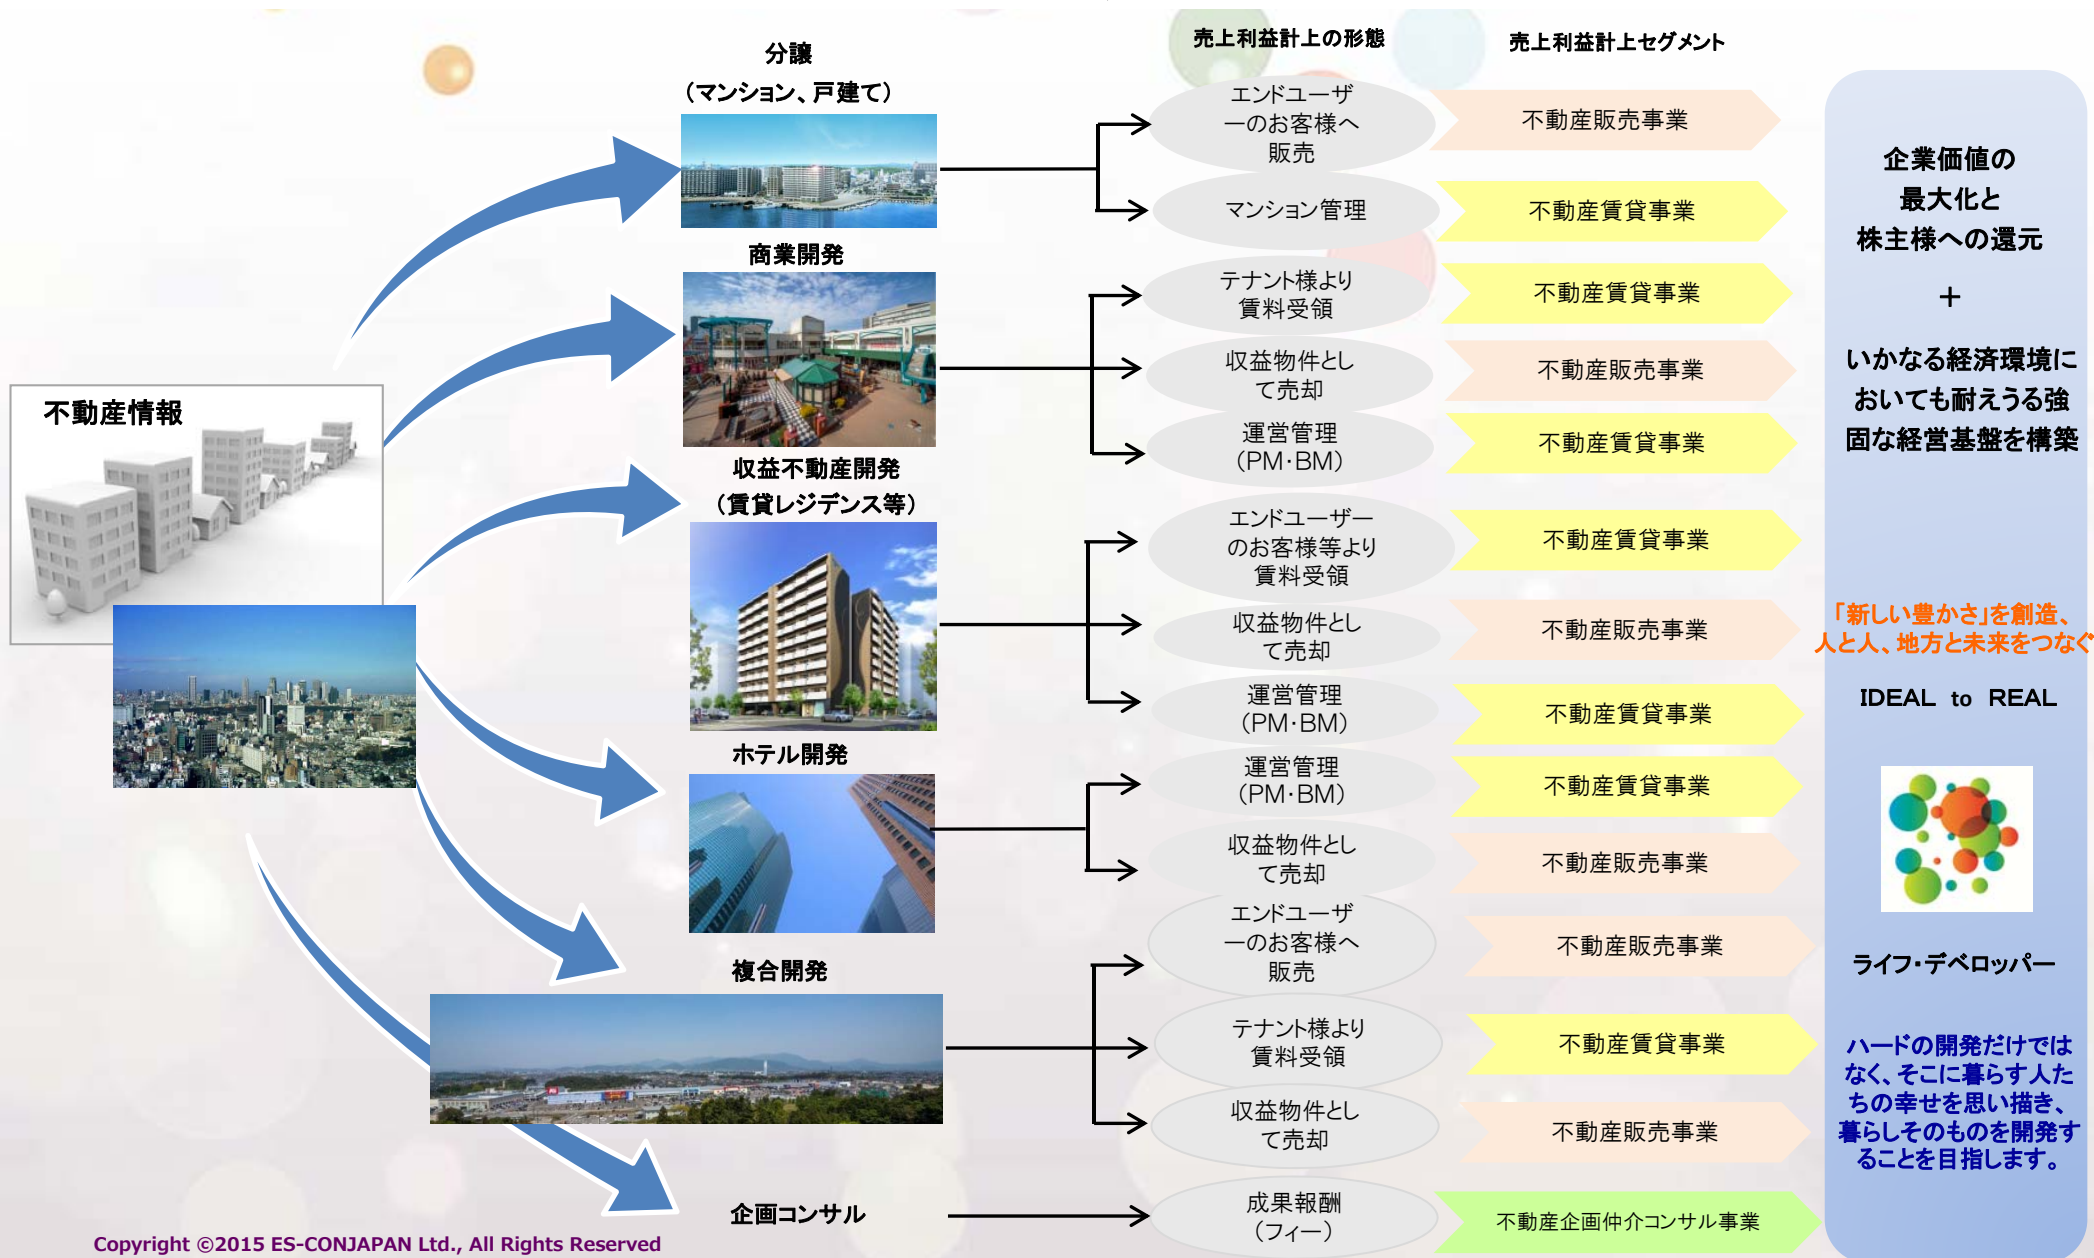 売上利益計上の形態
売上利益計上セグメント
不動産情報
分譲
（マンション、戸建て）
エンドユーザ
ーのお客様へ
販売
不動産販売事業
マンション管理
不動産賃貸事業
商業開発
テナント様より
賃料受領
不動産賃貸事業
収益物件とし
て売却
不動産販売事業
運営管理
（PM・BM）
不動産賃貸事業
収益不動産開発
（賃貸レジデンス等）
エンドユーザー
のお客様等より
賃料受領
不動産賃貸事業
収益物件とし
て売却
不動産販売事業
運営管理
（PM・BM）
不動産賃貸事業
ホテル開発
運営管理
（PM・BM）
不動産賃貸事業
収益物件とし
て売却
不動産販売事業
複合開発
エンドユーザ
ーのお客様へ
販売
不動産販売事業
テナント様より
賃料受領
不動産賃貸事業
収益物件とし
て売却
不動産販売事業
企画コンサル
成果報酬
（フィー）
不動産企画仲介コンサル事業
企業価値の
最大化と
株主様への還元
＋
いかなる経済環境に
おいても耐えうる強
固な経営基盤を構築
「新しい豊かさ」を創造、
人と人、地方と未来をつなぐ
IDEAL to REAL
ライフ・デベロッパー
ハードの開発だけでは
なく、そこに暮らす人た
ちの幸せを思い描き、
暮らしそのものを開発す
ることを目指します。
Copyright ©2015 ES-CONJAPAN Ltd., All Rights Reserved